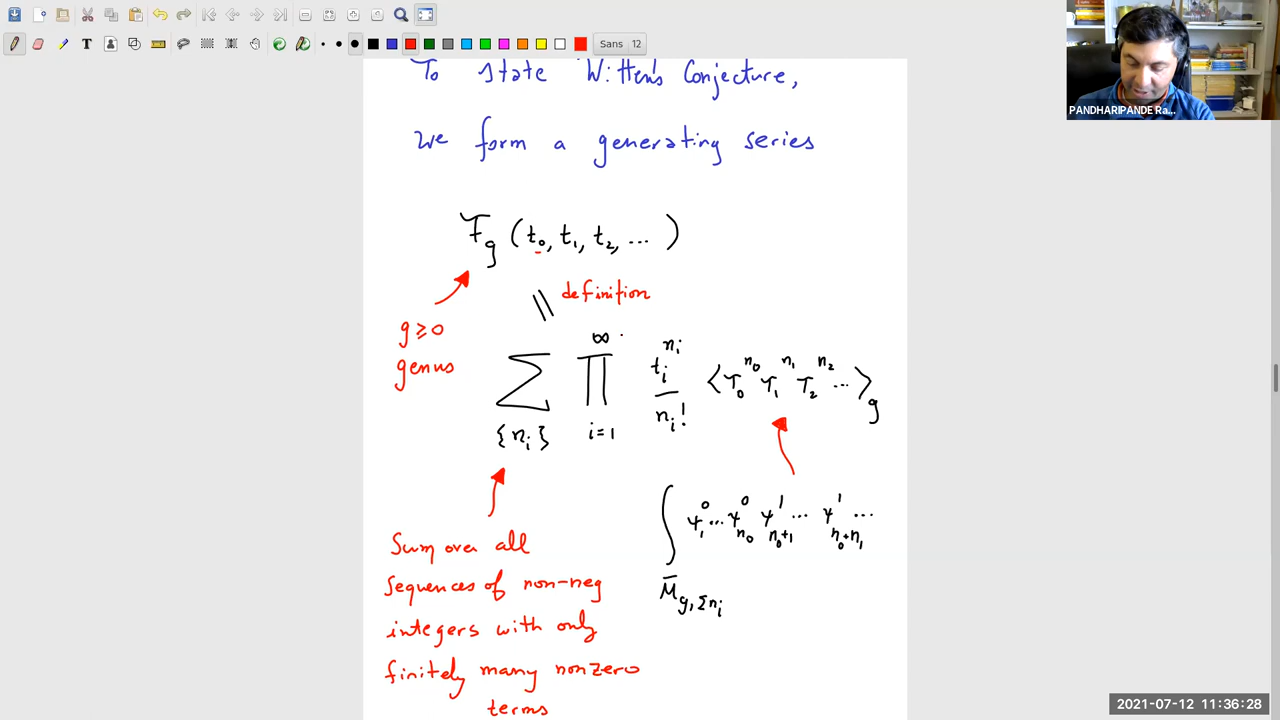 Sans 12
PANDHARIPANDE Ra...
To state Witten's Conjecture,
we form a generating series
F_g (t_0, t_1, t_2, ... )
|| definition
g ≥ 0
genus
∑_{{n_i}} ∏_{i=1}^{∞} t_i^{n_i} / n_i! ⟨τ_0^{n_0} τ_1^{n_1} τ_2^{n_2} ... ⟩_g
∫_{M̄_{g, Σn_i}} ψ_1^0 ... ψ_{n_0}^0 ψ_{n_0+1}^1 ... ψ_{n_0+n_1}^1 ...
Sum over all
sequences of non-neg
integers with only
finitely many nonzero
terms
2021-07-12 11:36:28